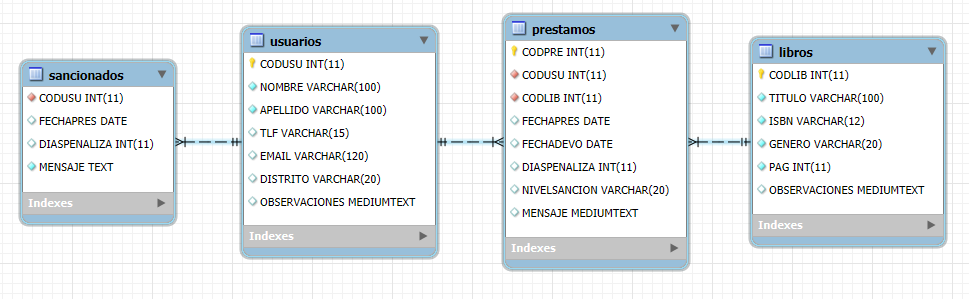 sancionados
CODUSU INT(11)
FECHAPRES DATE
DIASPENALIZA INT(11)
MENSAJE TEXT
Indexes
usuarios
CODUSU INT(11)
NOMBRE VARCHAR(100)
APELLIDO VARCHAR(100)
TLF VARCHAR(15)
EMAIL VARCHAR(120)
DISTRITO VARCHAR(20)
OBSERVACIONES MEDIUMTEXT
Indexes
prestamos
CODPRE INT(11)
CODUSU INT(11)
CODLIB INT(11)
FECHAPRES DATE
FECHADEVO DATE
DIASPENALIZA INT(11)
NIVELSANCION VARCHAR(20)
MENSAJE MEDIUMTEXT
Indexes
libros
CODLIB INT(11)
TITULO VARCHAR(100)
ISBN VARCHAR(12)
GENERO VARCHAR(20)
PAG INT(11)
OBSERVACIONES MEDIUMTEXT
Indexes